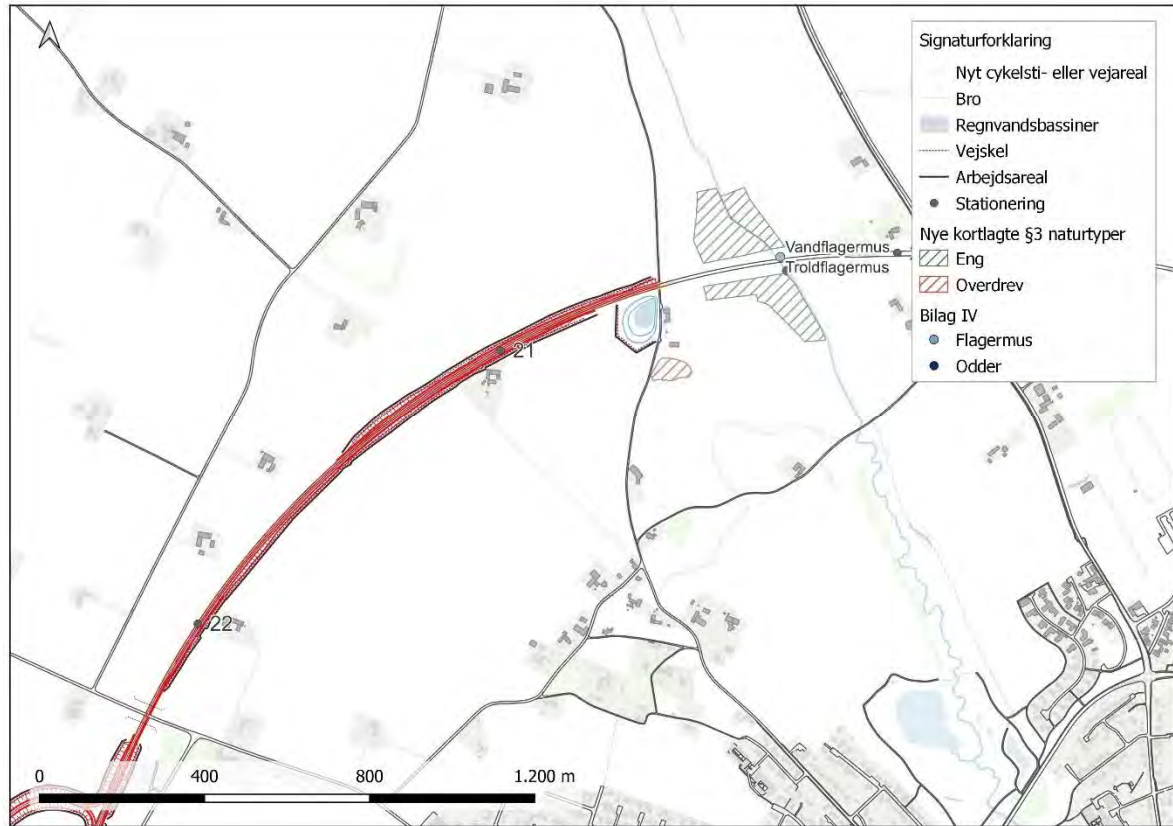 Signaturforklaring
Nyt cykelsti- eller vejareal
Bro
Regnvandsbassiner
Vejskel
Arbejdsareal
Stationering
Nye kortlagte §3 naturtyper
Eng
Overdrev
Bilag IV
Flagermus
Odder
Vandflagermus
Troldflagermus
21
22
0 400 800 1.200 m